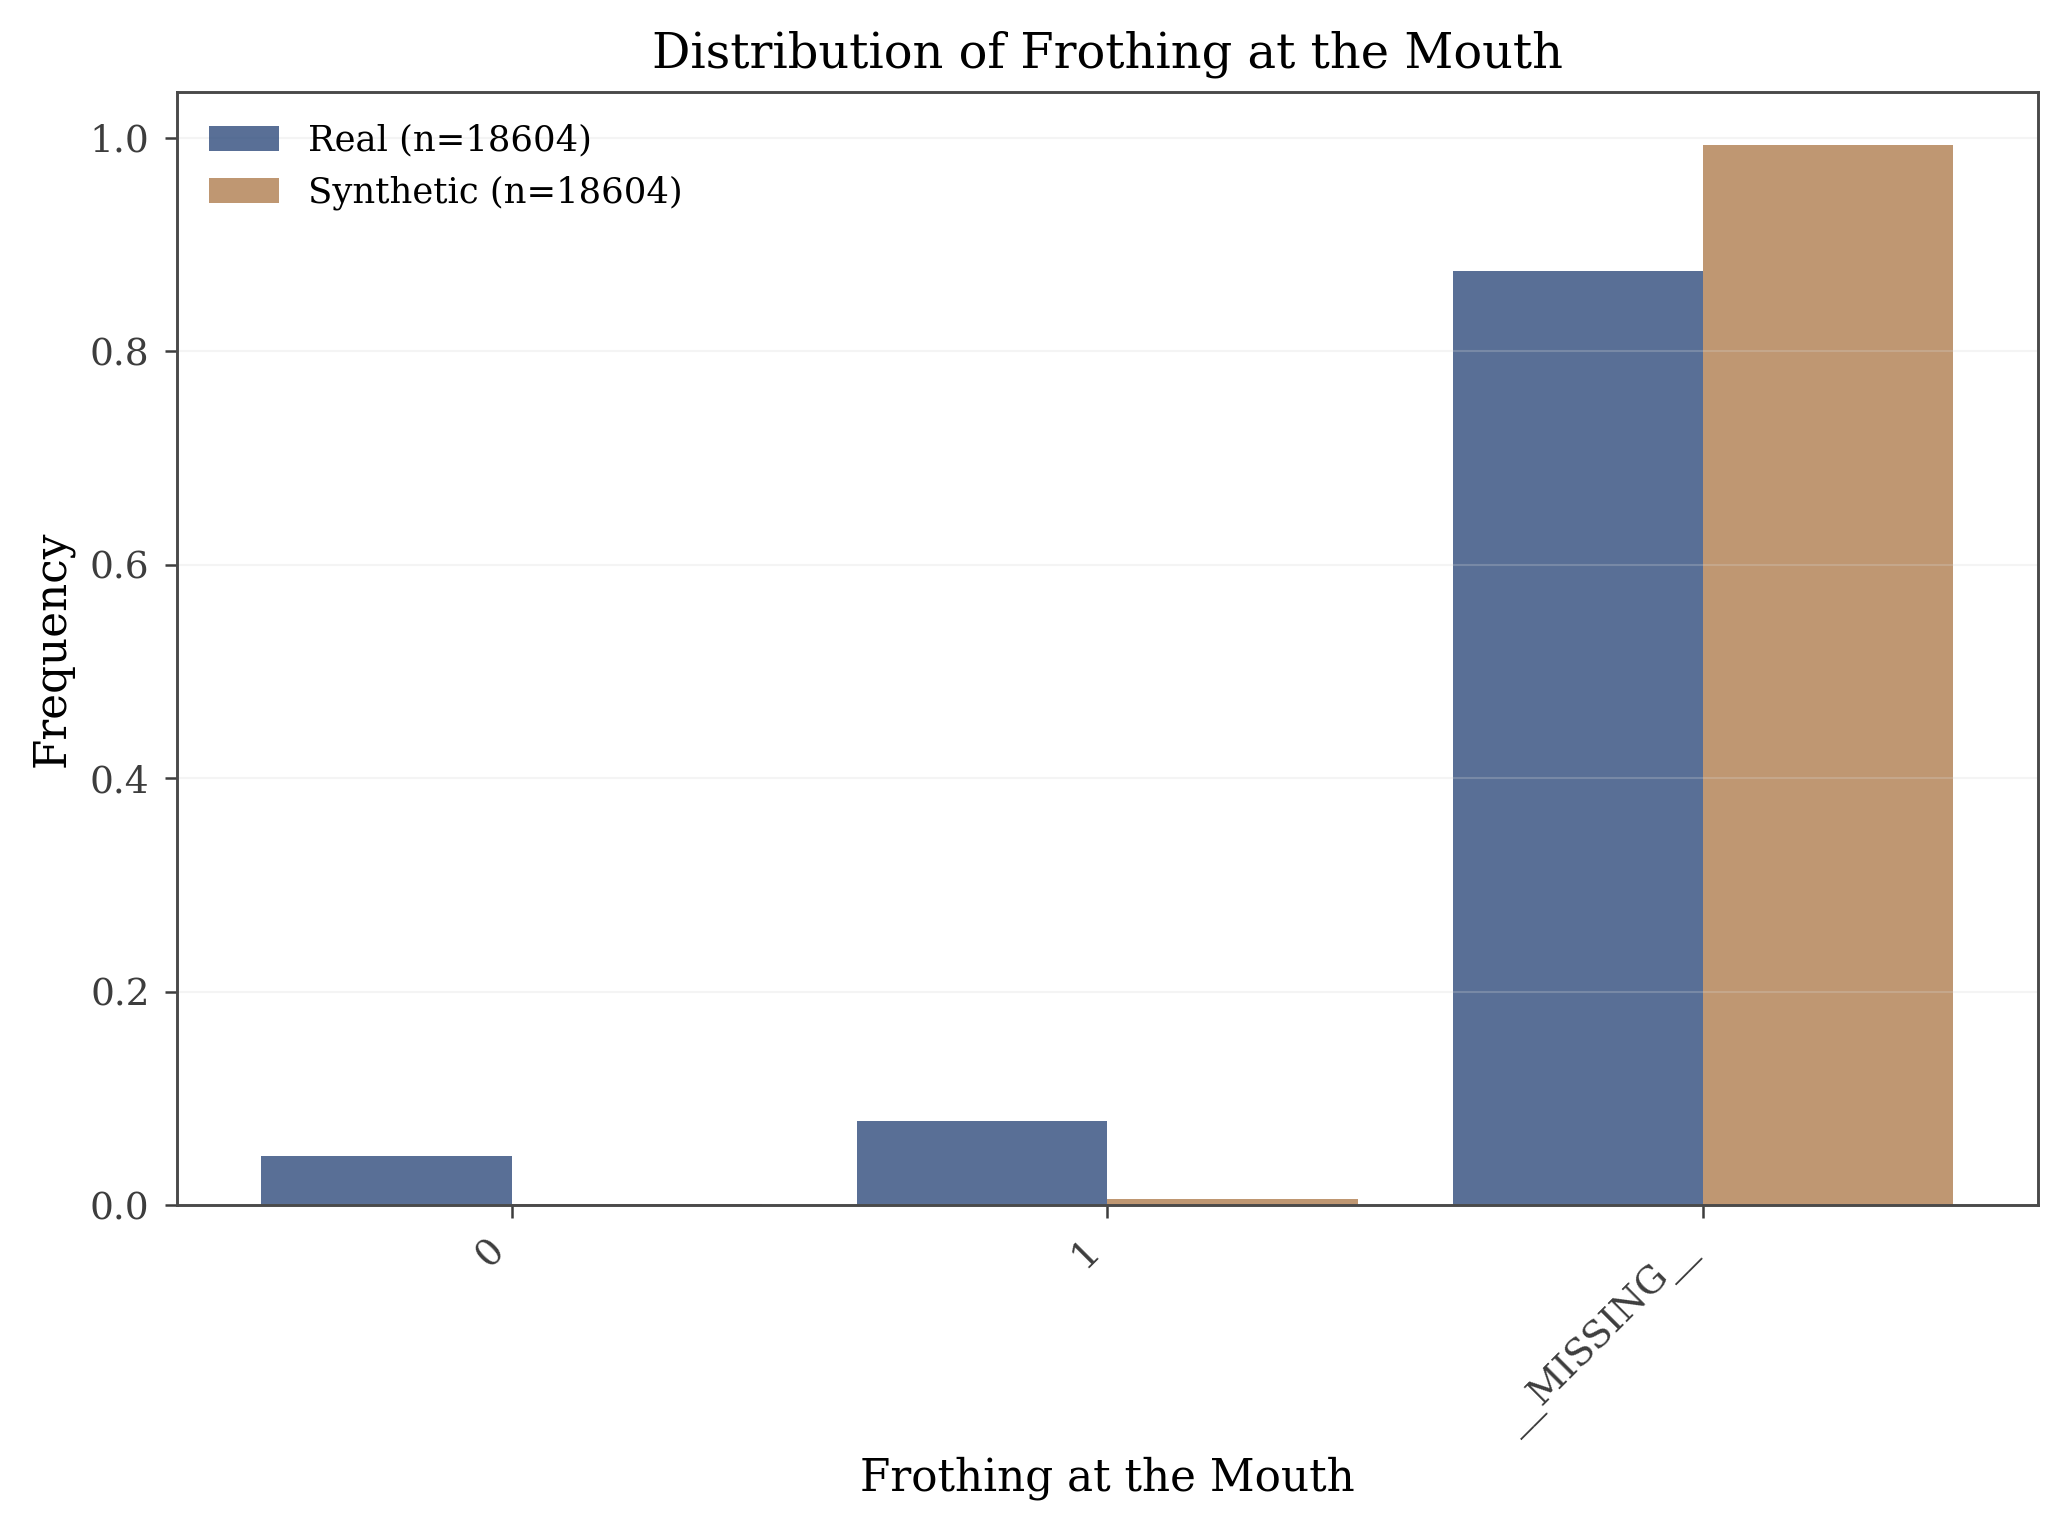 Distribution of Frothing at the Mouth
Real (n=18604)
Synthetic (n=18604)
Frequency
1.0
0.8
0.6
0.4
0.2
0.0
0
1
__MISSING__
Frothing at the Mouth